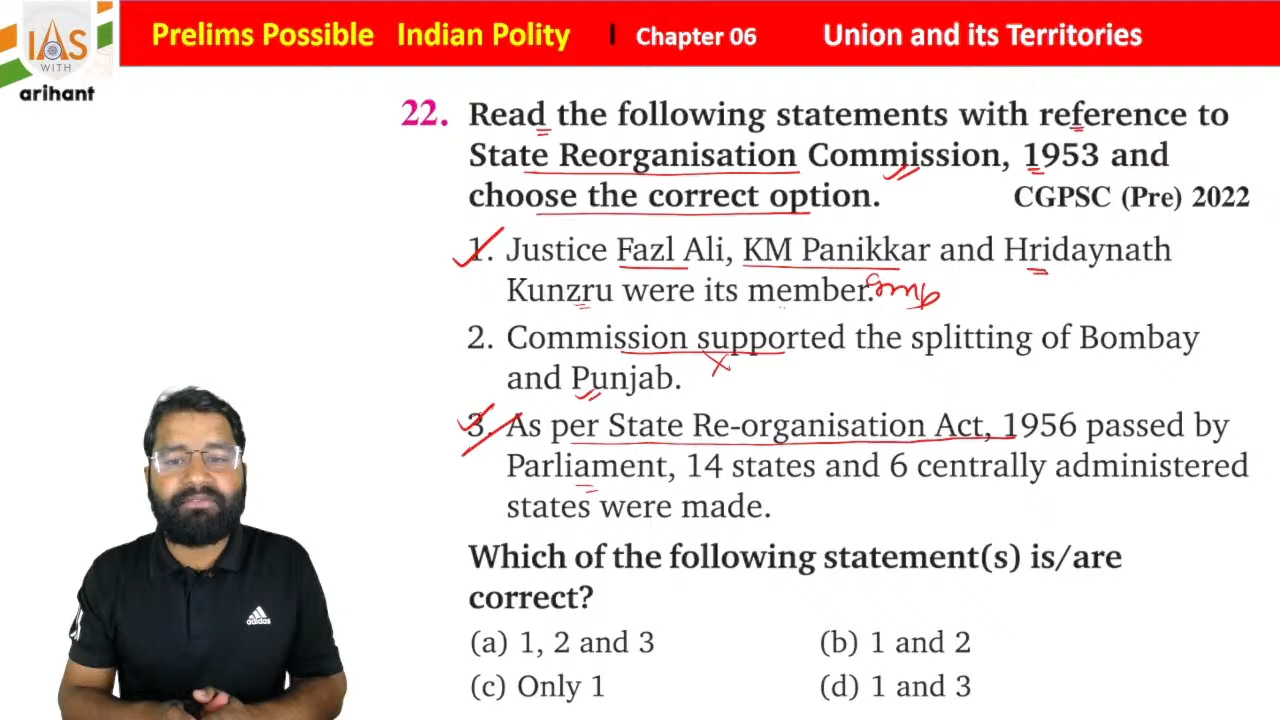 IAS
WITH
arihant
Prelims Possible Indian Polity | Chapter 06 Union and its Territories
22. Read the following statements with reference to
State Reorganisation Commission, 1953 and
choose the correct option. CGPSC (Pre) 2022
1. Justice Fazl Ali, KM Panikkar and Hridaynath
Kunzru were its member.
2. Commission supported the splitting of Bombay
and Punjab.
3. As per State Re-organisation Act, 1956 passed by
Parliament, 14 states and 6 centrally administered
states were made.
Which of the following statement(s) is/are
correct?
(a) 1, 2 and 3 (b) 1 and 2
(c) Only 1 (d) 1 and 3
adidas